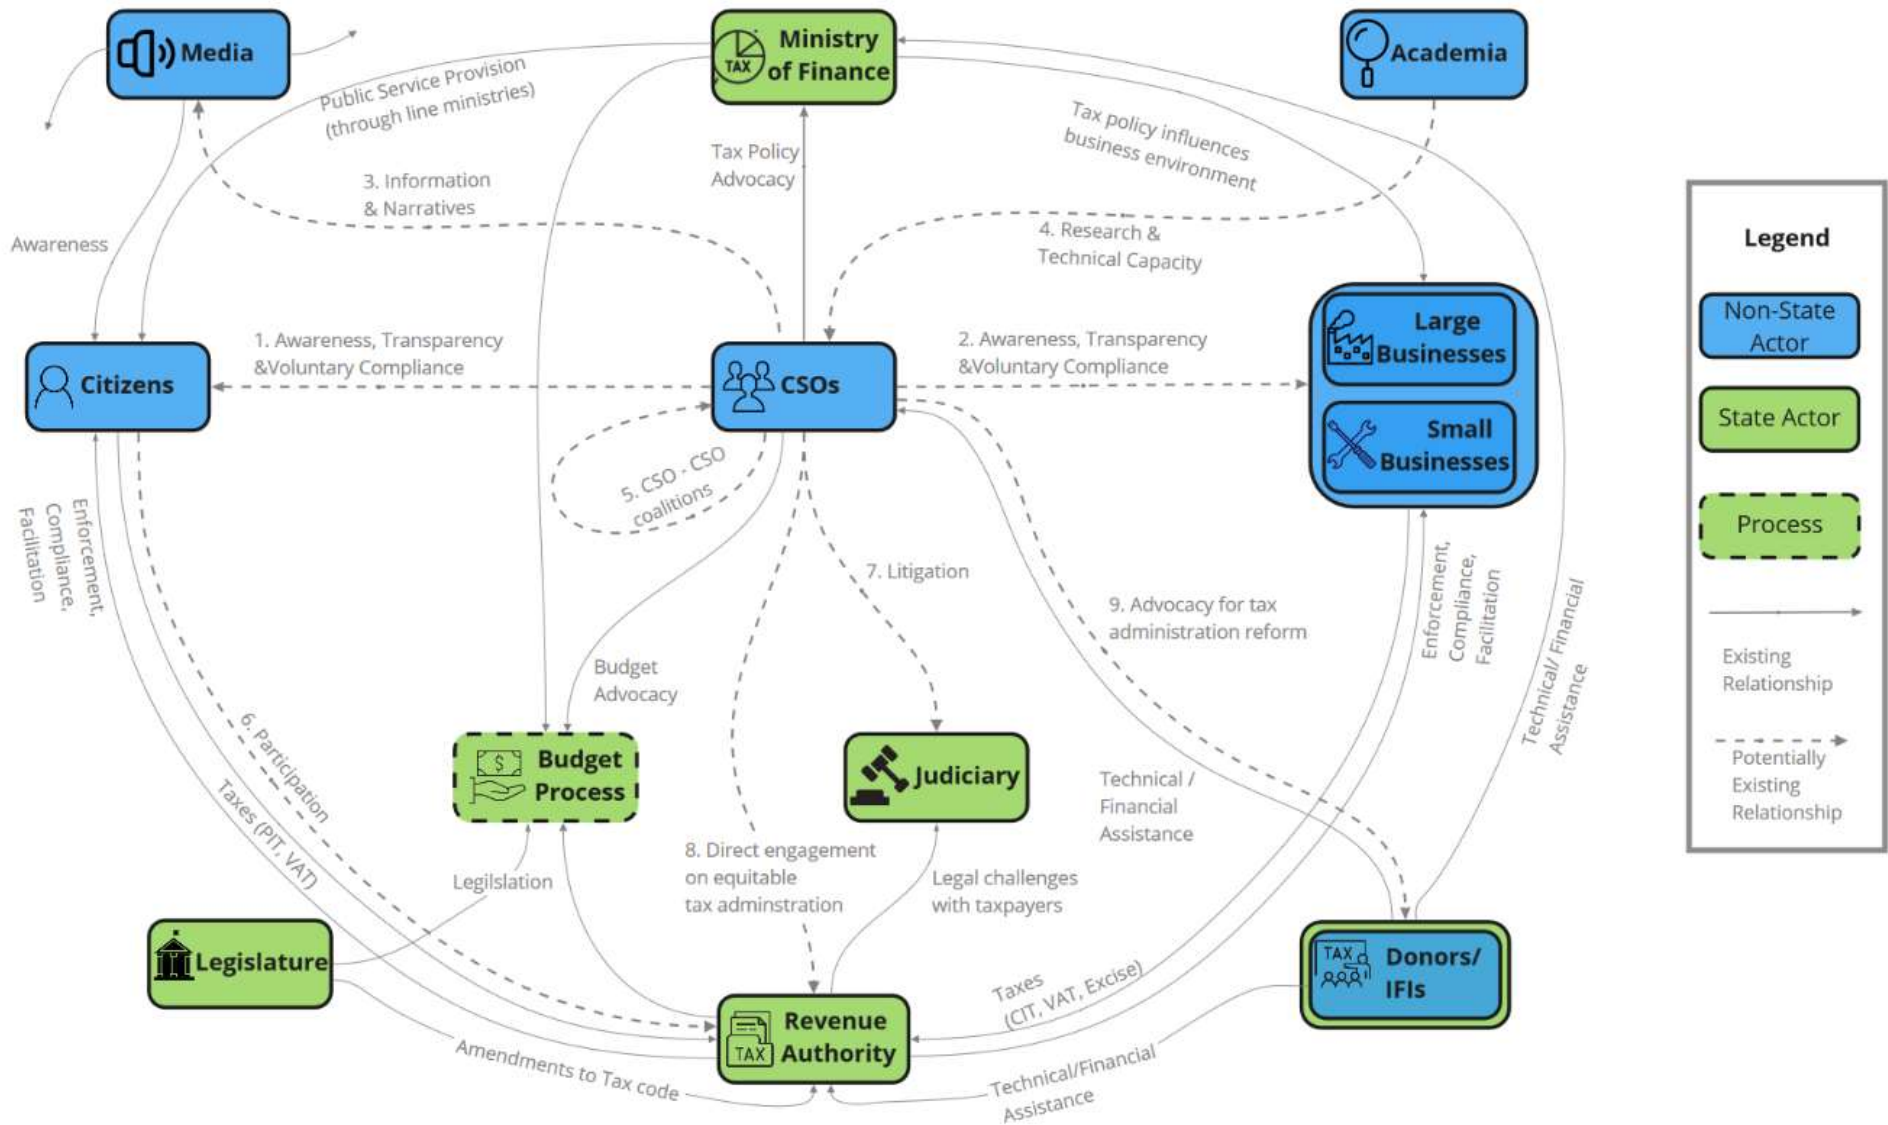 Media
Ministry
of Finance
TAX
Academia
Public Service Provision
(through line ministries)
Tax policy influences
business environment
Tax Policy
Advocacy
3. Information
& Narratives
4. Research &
Technical Capacity
Awareness
Legend
Non-State
Actor
State Actor
Process
Existing
Relationship
Potentially
Existing
Relationship
1. Awareness, Transparency
&Voluntary Compliance
2. Awareness, Transparency
&Voluntary Compliance
Citizens
CSOs
Large
Businesses
Small
Businesses
5. CSO - CSO
coalitions
Enforcement,
Compliance,
Facilitation
7. Litigation
9. Advocacy for tax
administration reform
Enforcement,
Compliance,
Facilitation
Technical/ Financial
Assistance
Budget
Advocacy
6. Participation
Taxes (PIT, VAT)
$
Budget
Process
Judiciary
Technical /
Financial
Assistance
8. Direct engagement
on equitable
tax adminstration
Legilslation
Legal challenges
with taxpayers
Legislature
TAX
Donors/
IFIs
Taxes
(CIT, VAT, Excise)
TAX
Revenue
Authority
Amendments to Tax code
Technical/Financial
Assistance